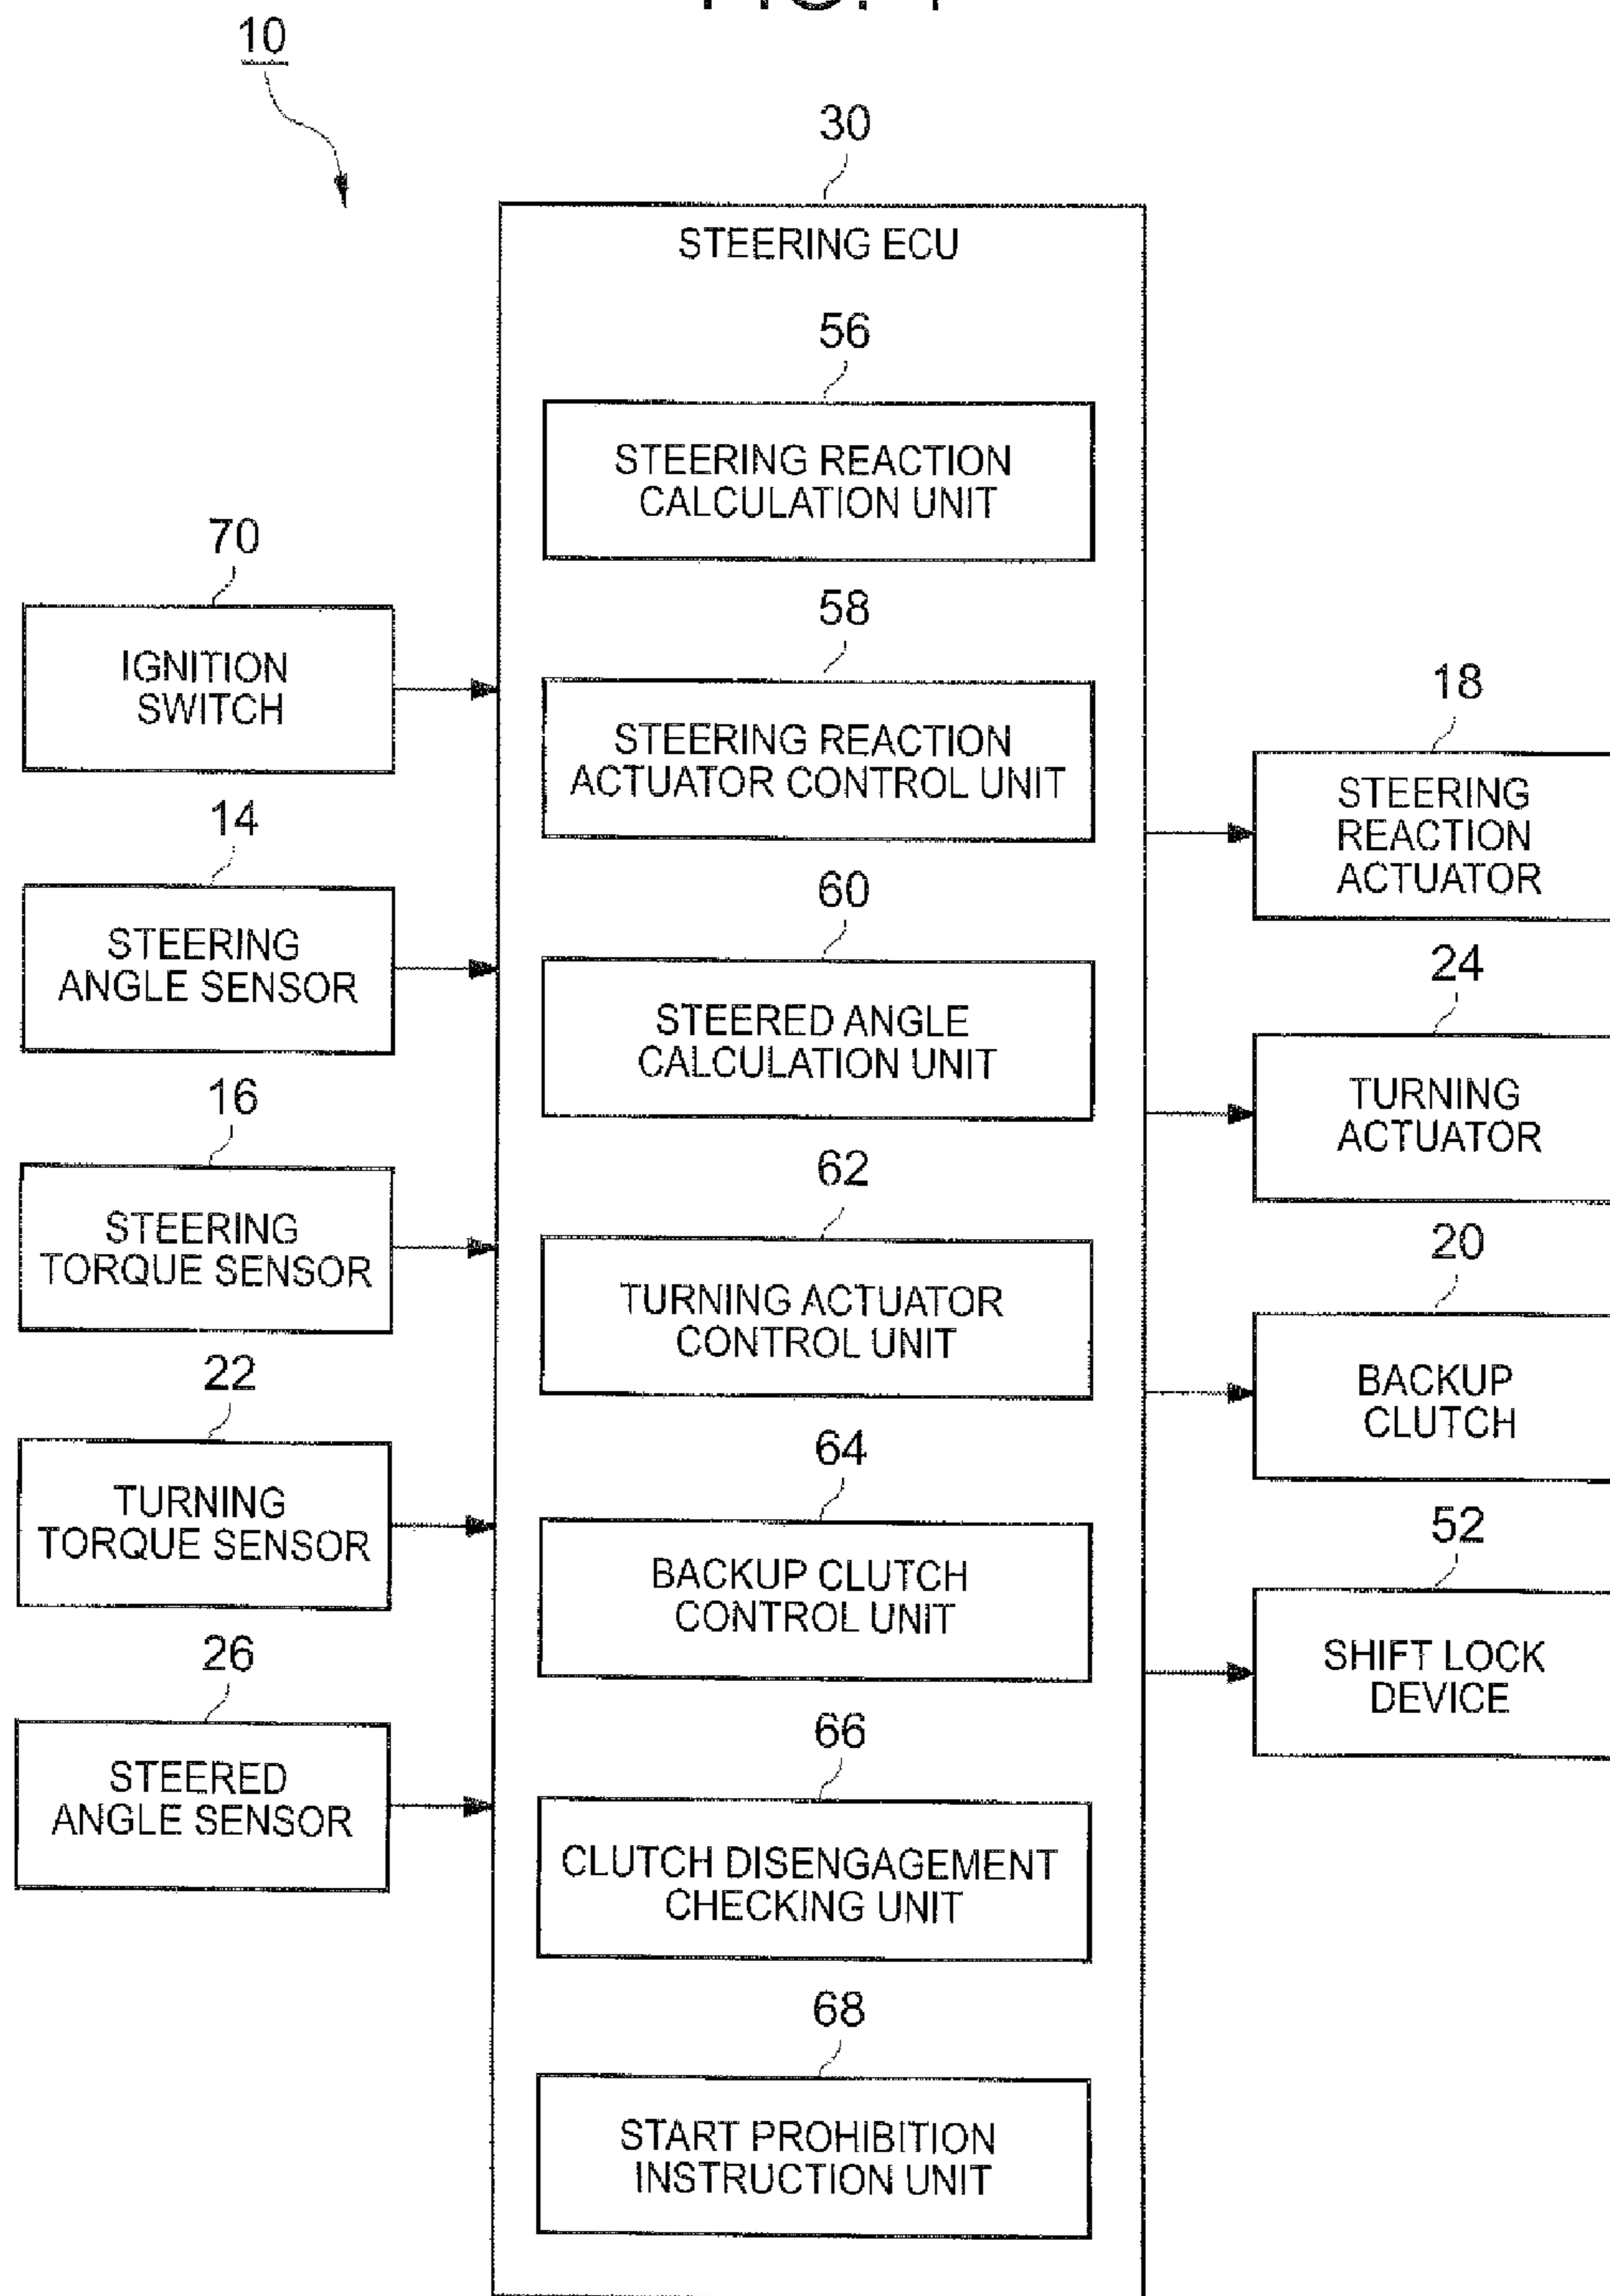 10
30
STEERING ECU
56
STEERING REACTION
CALCULATION UNIT
58
STEERING REACTION
ACTUATOR CONTROL UNIT
60
STEERED ANGLE
CALCULATION UNIT
62
TURNING ACTUATOR
CONTROL UNIT
64
BACKUP CLUTCH
CONTROL UNIT
66
CLUTCH DISENGAGEMENT
CHECKING UNIT
68
START PROHIBITION
INSTRUCTION UNIT
70
IGNITION
SWITCH
14
STEERING
ANGLE SENSOR
16
STEERING
TORQUE SENSOR
22
TURNING
TORQUE SENSOR
26
STEERED
ANGLE SENSOR
18
STEERING
REACTION
ACTUATOR
24
TURNING
ACTUATOR
20
BACKUP
CLUTCH
52
SHIFT LOCK
DEVICE